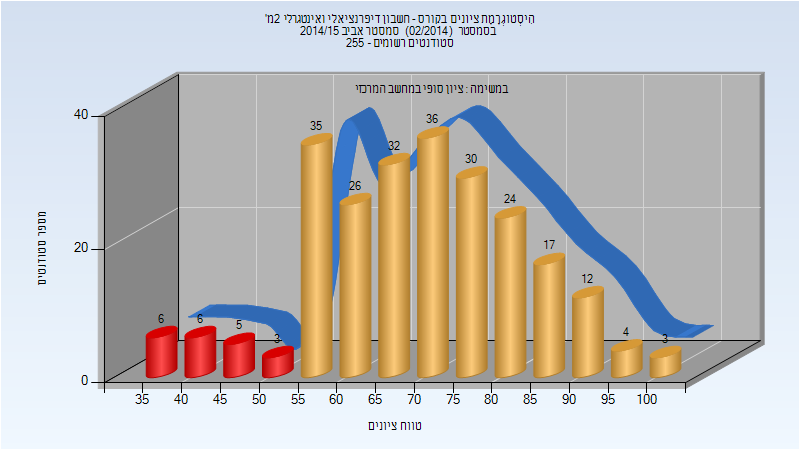 היסטוגרמת ציונים בקורס - חשבון דיפרנציאלי ואינטגרלי 2מ'
בסמסטר (02/2014) סמסטר אביב 2014/15
סטודנטים רשומים - 255
במשימה : ציון סופי במחשב המרכזי
40
20
0
מספר סטודנטים
6
6
5
3
35
26
32
36
30
24
17
12
4
3
35 40 45 50 55 60 65 70 75 80 85 90 95 100
טווח ציונים